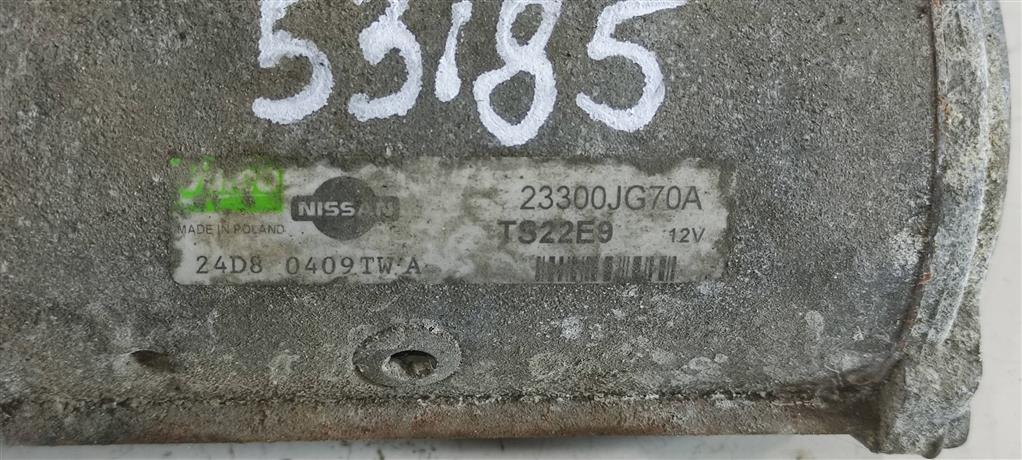 53185
NISSAN
23300JG70A
MADE IN POLAND
TS22E9 12V
24D8 0409TW A